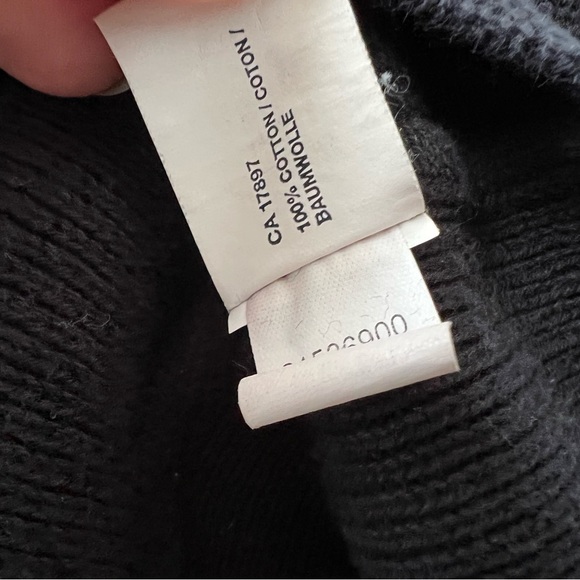 CA 17897
100% COTTON / COTON /
BAUMWOLLE